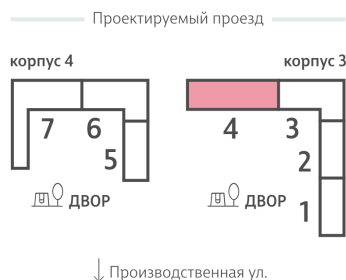 Проектируемый проезд
корпус 4
корпус 3
7 6 4 3
5 2
ДВОР ДВОР
1
Производственная ул.